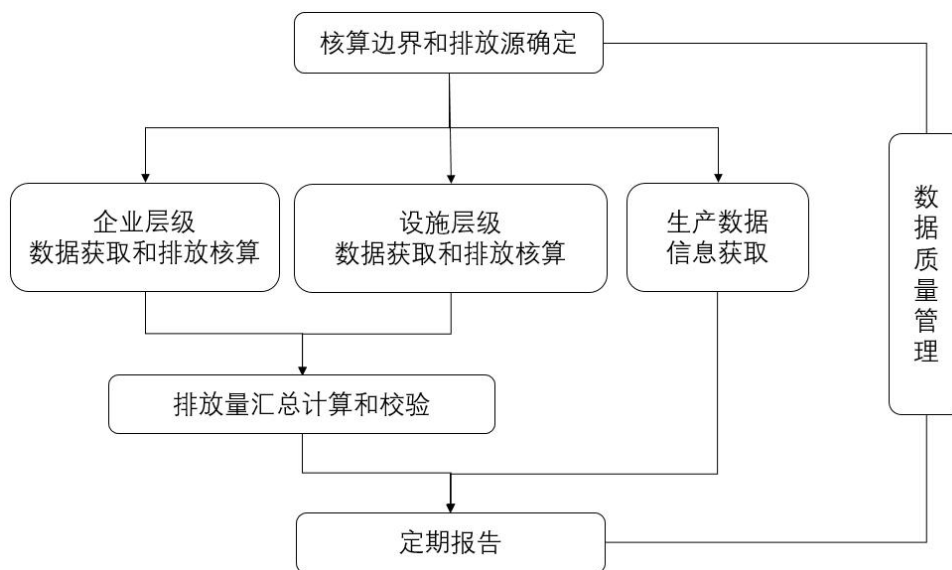 核算边界和排放源确定
企业层级
数据获取和排放核算
设施层级
数据获取和排放核算
生产数据
信息获取
数据质量管理
排放量汇总计算和校验
定期报告